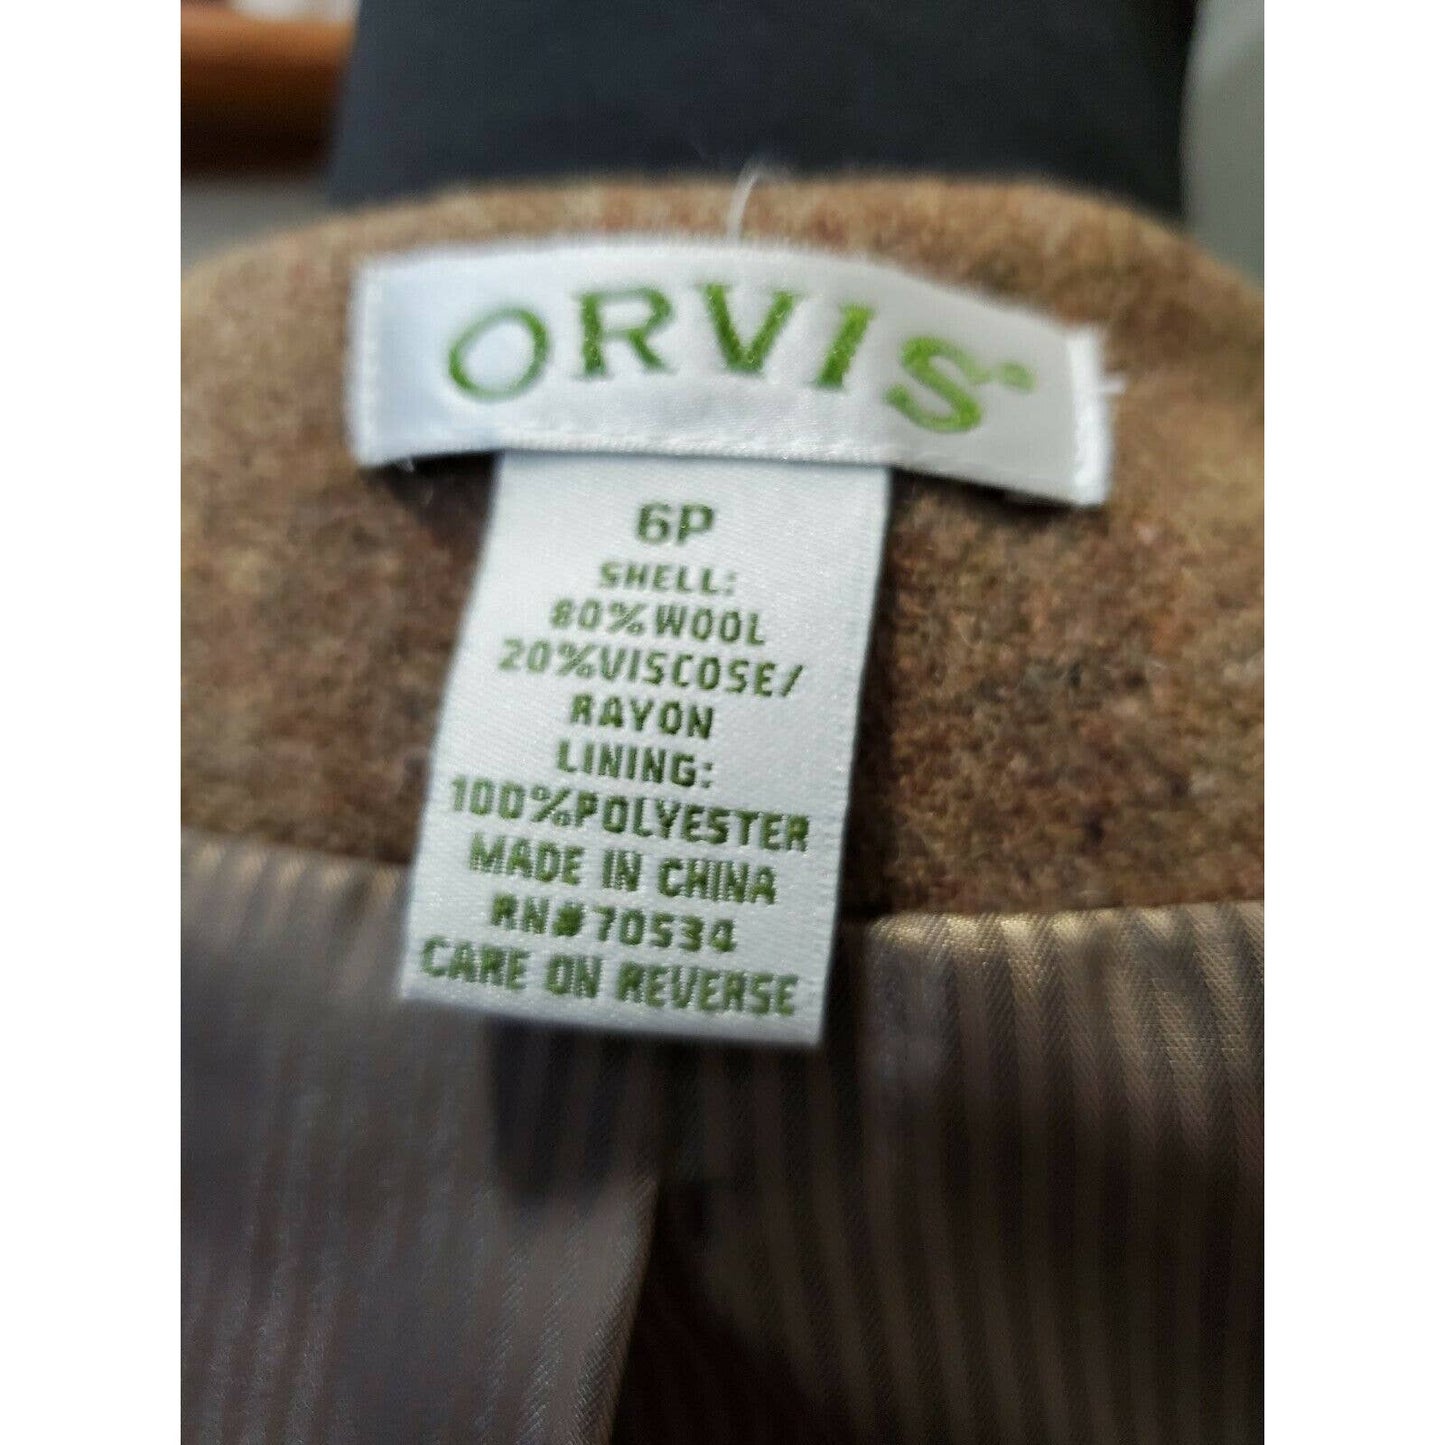 ORVIS®
6P
SHELL:
80%WOOL
20%VISCOSE/
RAYON
LINING:
100%POLYESTER
MADE IN CHINA
RN#70534
CARE ON REVERSE